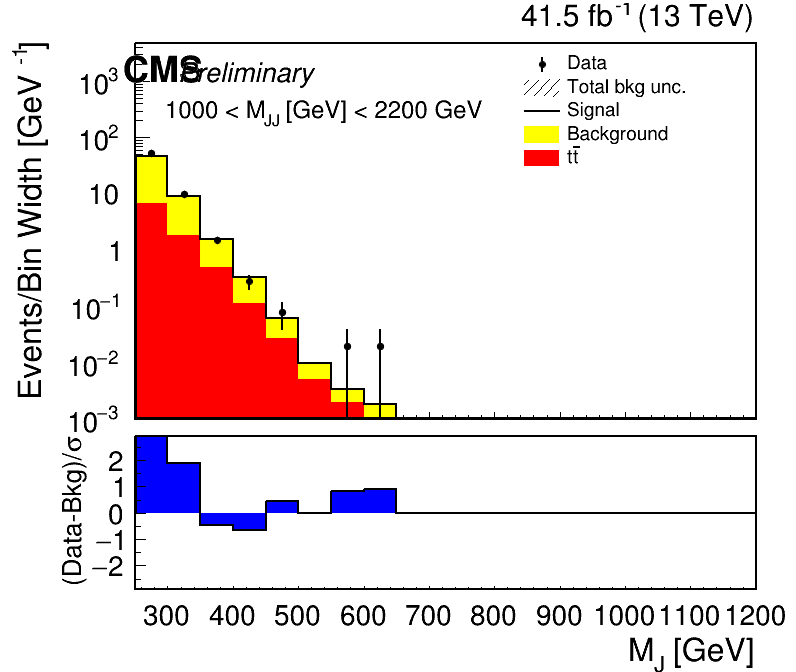 41.5 fb⁻¹ (13 TeV)
CMS Preliminary
1000 < M_JJ [GeV] < 2200 GeV
Data
Total bkg unc.
Signal
Background
tt̄
Events/Bin Width [GeV⁻¹]
10³
10²
10
1
10⁻¹
10⁻²
10⁻³
(Data-Bkg)/σ
2
1
0
−1
−2
300 400 500 600 700 800 900 1000 1100 1200
M_J [GeV]